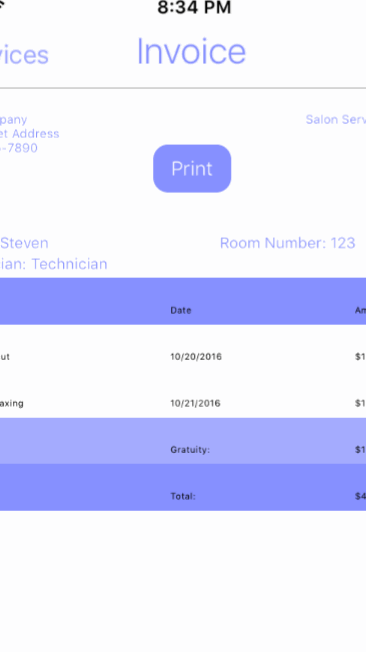 8:34 PM
vices Invoice
pany Salon Serv
et Address
-7890
Print
Steven Room Number: 123
ian: Technician
Date Am
ut 10/20/2016 $1
axing 10/21/2016 $1
Gratuity: $1
Total: $4